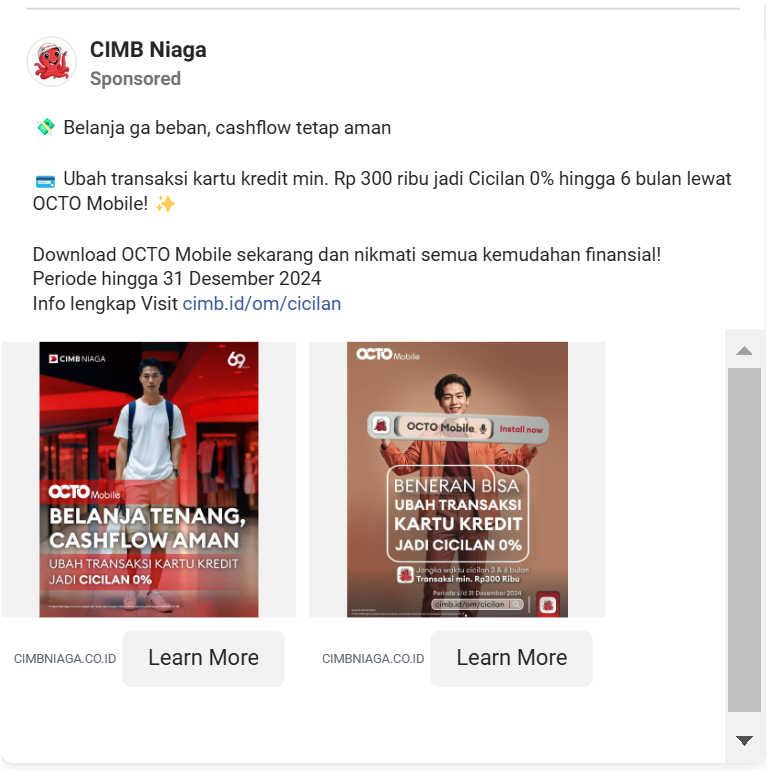 CIMB Niaga
Sponsored
💸 Belanja ga beban, cashflow tetap aman
💳 Ubah transaksi kartu kredit min. Rp 300 ribu jadi Cicilan 0% hingga 6 bulan lewat
OCTO Mobile! ✨
Download OCTO Mobile sekarang dan nikmati semua kemudahan finansial!
Periode hingga 31 Desember 2024
Info lengkap Visit cimb.id/om/cicilan
CIMBNIAGA
69
OCTO Mobile
BELANJA TENANG,
CASHFLOW AMAN
UBAH TRANSAKSI KARTU KREDIT
JADI CICILAN 0%
OCTO Mobile
OCTO Mobile Install now
BENERAN BISA
UBAH TRANSAKSI
KARTU KREDIT
JADI CICILAN 0%
Jangka waktu cicilan 3 & 6 bulan
Transaksi min. Rp300 Ribu
Periode s/d 31 Desember 2024
cimb.id/om/cicilan
CIMBNIAGA.CO.ID Learn More
CIMBNIAGA.CO.ID Learn More